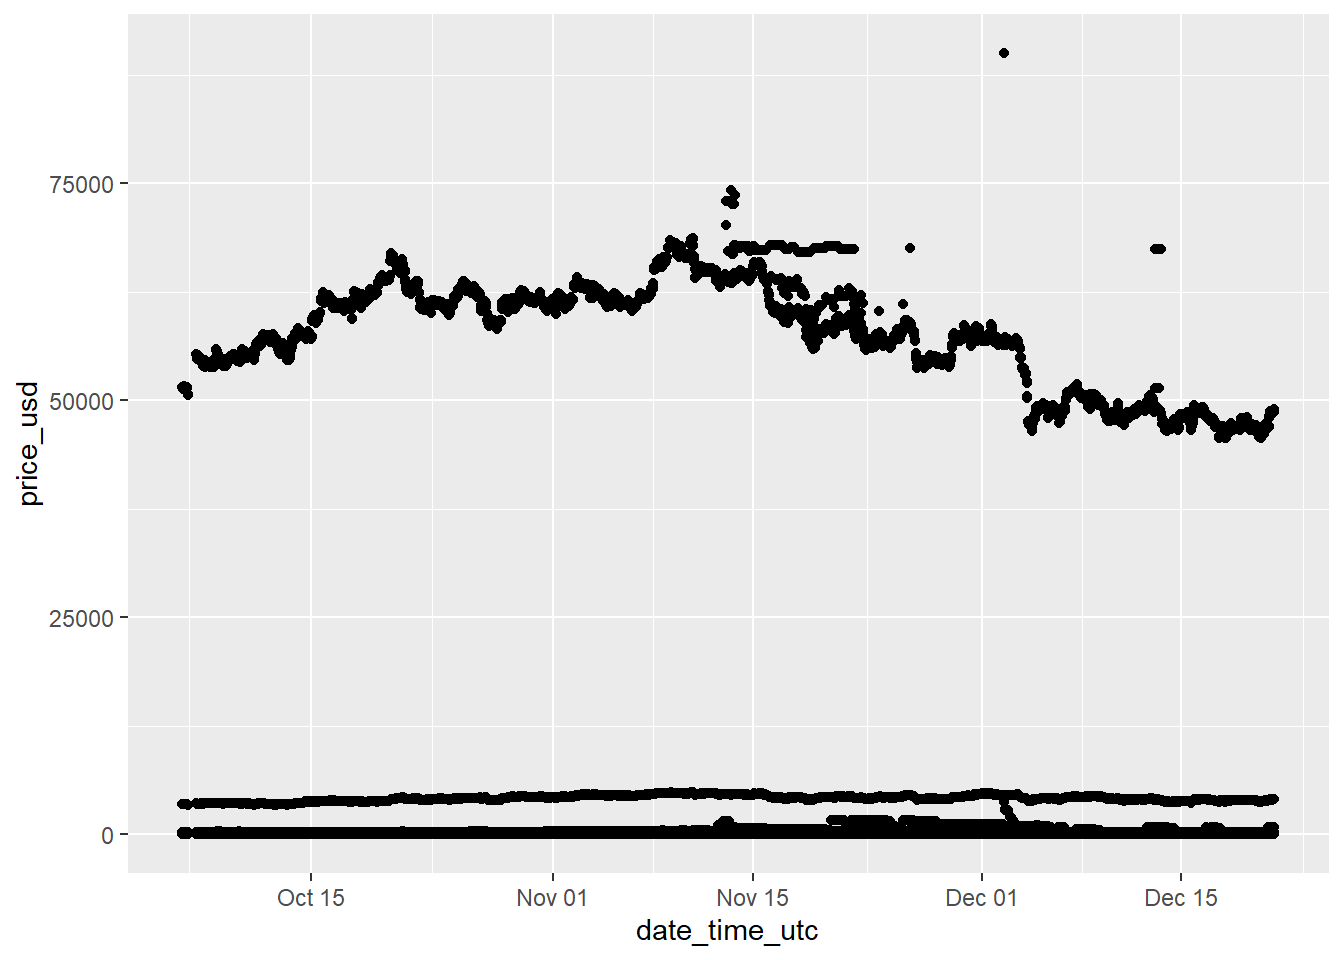 75000
50000
25000
0
price_usd
Oct 15
Nov 01
Nov 15
Dec 01
Dec 15
date_time_utc